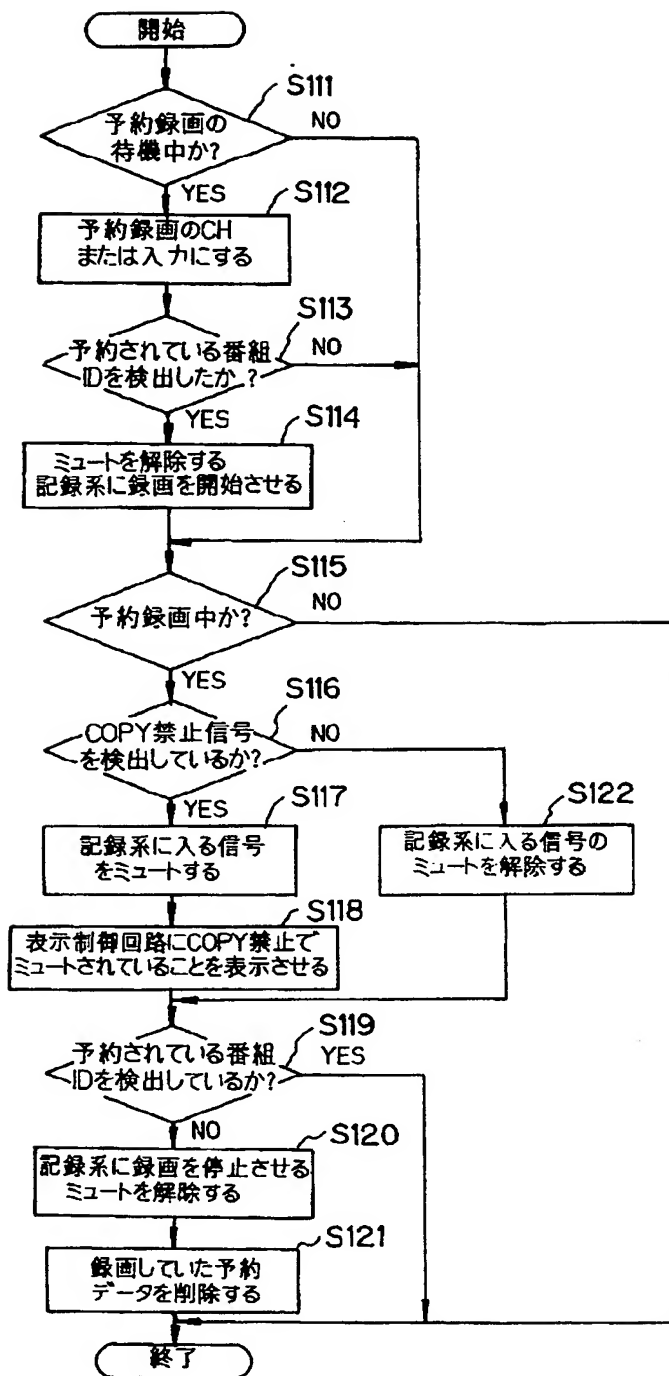 開始
S111
予約録画の
待機中か?
NO
YES
S112
予約録画のCH
または入力にする
S113
予約されている番組
IDを検出したか?
NO
YES
S114
ミュートを解除する
記録系に録画を開始させる
S115
予約録画中か?
NO
YES
S116
COPY禁止信号
を検出しているか?
NO
YES
S117
記録系に入る信号
をミュートする
S122
記録系に入る信号の
ミュートを解除する
S118
表示制御回路にCOPY禁止で
ミュートされていることを表示させる
S119
予約されている番組
IDを検出しているか?
YES
NO
S120
記録系に録画を停止させる
ミュートを解除する
S121
録画していた予約
データを削除する
終了